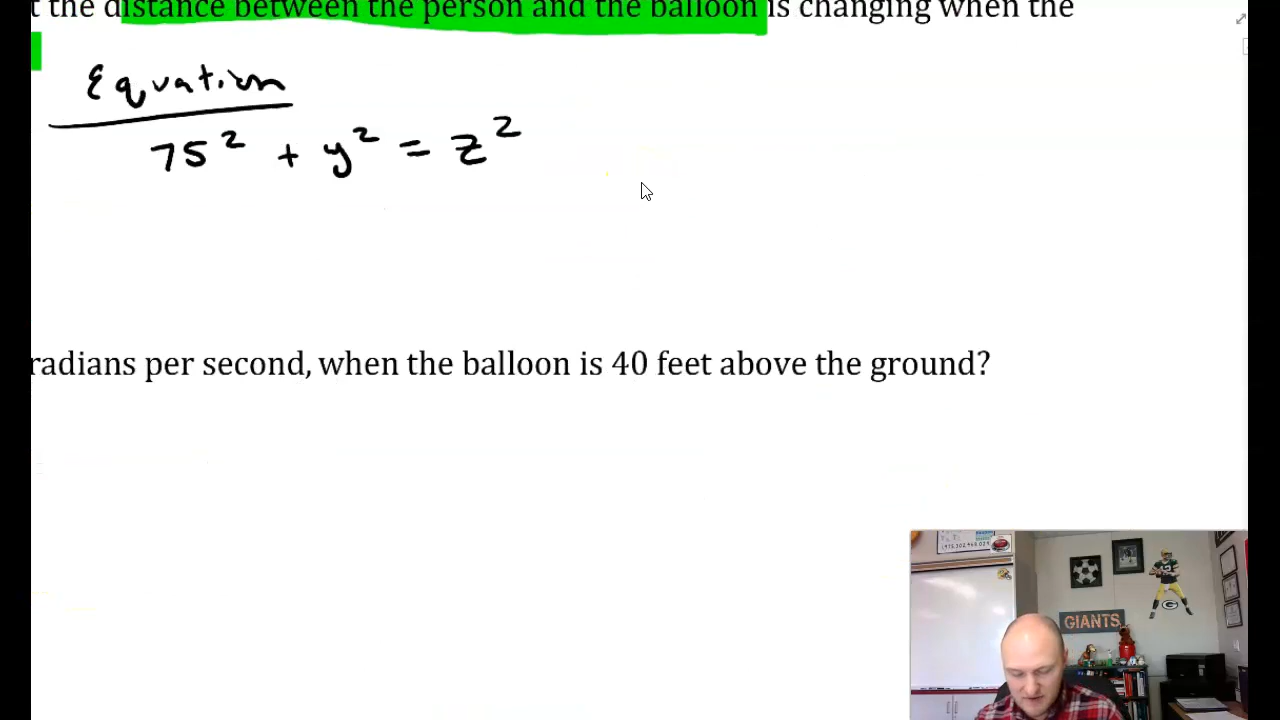 t the distance between the person and the balloon is changing when the
Equation
75² + y² = z²
radians per second, when the balloon is 40 feet above the ground?
GIANTS
G